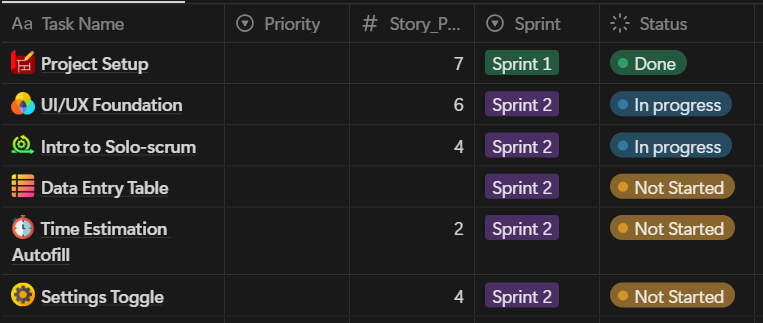 Aa Task Name Priority # Story_P... Sprint Status
Project Setup 7 Sprint 1 Done
UI/UX Foundation 6 Sprint 2 In progress
Intro to Solo-scrum 4 Sprint 2 In progress
Data Entry Table Sprint 2 Not Started
Time Estimation 2 Sprint 2 Not Started
Autofill
Settings Toggle 4 Sprint 2 Not Started